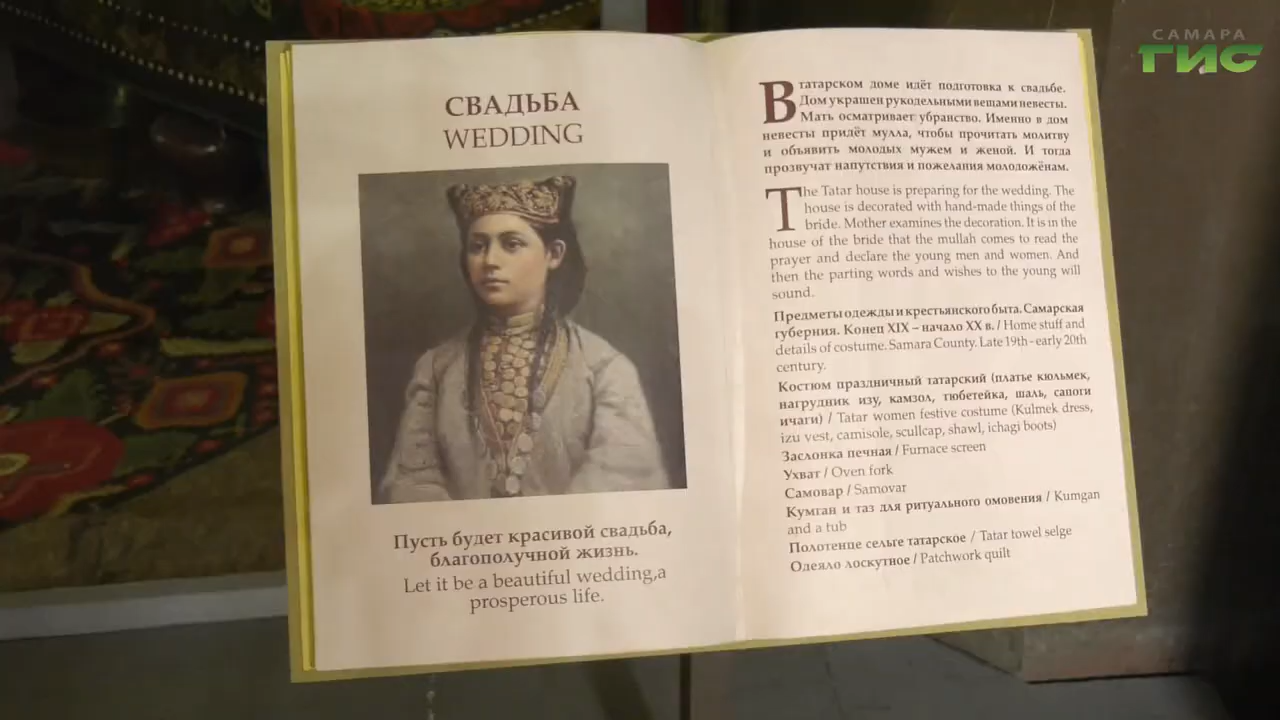 САМАРА
ГИС
СВАДЬБА
WEDDING
Пусть будет красивой свадьба,
благополучной жизнь.
Let it be a beautiful wedding,a
prosperous life.
В татарском доме идёт подготовка к свадьбе.
Дом украшен рукодельными вещами невесты.
Мать осматривает убранство. Именно в дом
невесты придёт мулла, чтобы прочитать молитву
и объявить молодых мужем и женой. И тогда
прозвучат напутствия и пожелания молодожёнам.
The Tatar house is preparing for the wedding. The
house is decorated with hand-made things of the
bride. Mother examines the decoration. It is in the
house of the bride that the mullah comes to read the
prayer and declare the young men and women. And
then the parting words and wishes to the young will
sound.
Предметы одежды и крестьянского быта. Самарская
губерния. Конец XIX – начало XX в. / Home stuff and
details of costume. Samara County. Late 19th - early 20th
century.
Костюм праздничный татарский (платье кюльмек,
нагрудник изу, камзол, тюбетейка, шаль, сапоги
ичаги) / Tatar women festive costume (Kulmek dress,
izu vest, camisole, scullcap, shawl, ichagi boots)
Заслонка печная / Furnace screen
Ухват / Oven fork
Самовар / Samovar
Кумган и таз для ритуального омовения / Kumgan
and a tub
Полотенце сельге татарское / Tatar towel selge
Одеяло лоскутное / Patchwork quilt